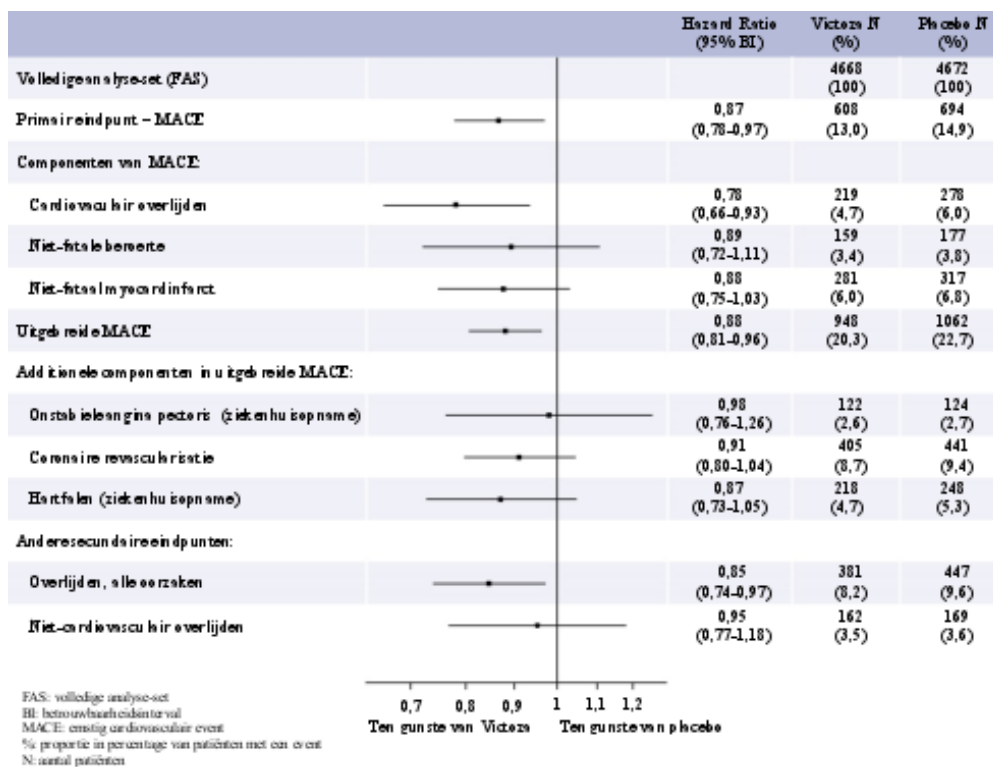 Hazard Ratio (95% BI) Victoza N (%) Placebo N (%)
Volledige analyse-set (FAS) 4668 (100) 4672 (100)
Primair eindpunt – MACE 0,87 (0,78-0,97) 608 (13,0) 694 (14,9)
Componenten van MACE:
Cardiovaculair overlijden 0,78 (0,66-0,93) 219 (4,7) 278 (6,0)
Niet-fatale beroerte 0,89 (0,72-1,11) 159 (3,4) 177 (3,8)
Niet-fataal myocardinfarct 0,88 (0,75-1,03) 281 (6,0) 317 (6,8)
Uitgebreide MACE 0,88 (0,81-0,96) 948 (20,3) 1062 (22,7)
Additionele componenten in uitgebreide MACE:
Onstabiele angina pectoris (ziekenhuisopname) 0,98 (0,76-1,26) 122 (2,6) 124 (2,7)
Coronaire revascularisatie 0,91 (0,80-1,04) 405 (8,7) 441 (9,4)
Hartfalen (ziekenhuisopname) 0,87 (0,73-1,05) 218 (4,7) 248 (5,3)
Andere secundaire eindpunten:
Overlijden, alle oorzaken 0,85 (0,74-0,97) 381 (8,2) 447 (9,6)
Niet-cardiovasculair overlijden 0,95 (0,77-1,18) 162 (3,5) 169 (3,6)
0,7 0,8 0,9 1 1,1 1,2
Ten gunste van Victoza Ten gunste van placebo
FAS: volledige analyse-set
BI: betrouwbaarheidsinterval
MACE: ernstig cardiovasculair event
%: proportie in percentage van patiënten met een event
N: aantal patiënten